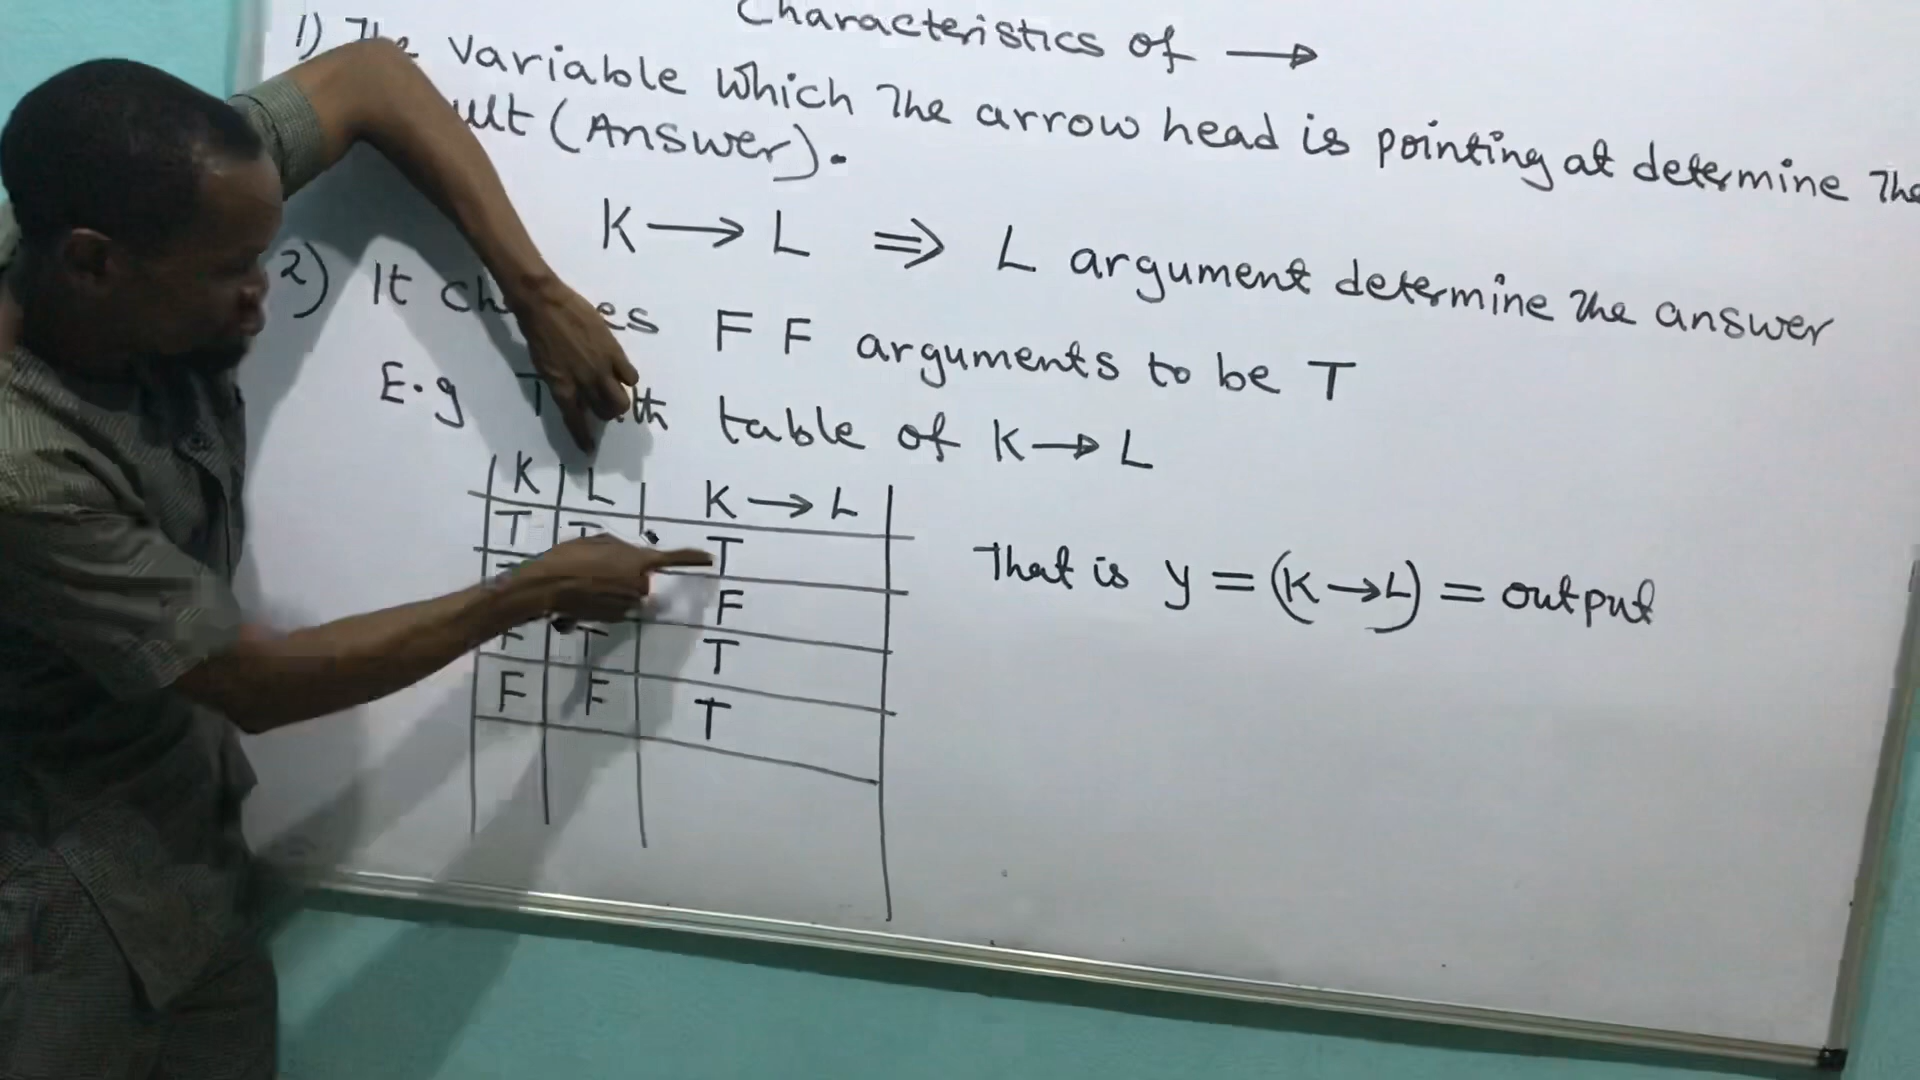 Characteristics of →
1) The variable which The arrow head is pointing at determine The
ult (Answer).
K → L ⇒ L argument determine The answer
2) It ch es F F arguments to be T
E.g T th table of K → L
K L K → L
T T T
F
F T T
F F T
That is y = (K → L) = output